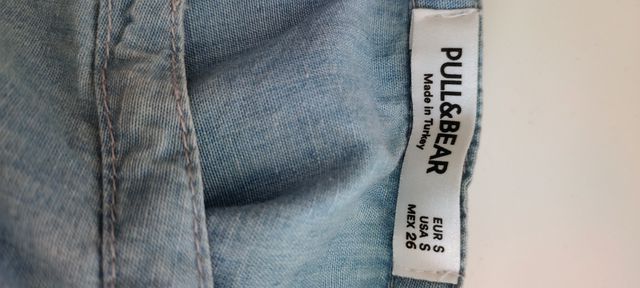 PULL&BEAR
Made in Turkey
EUR S
USA S
MEX 26